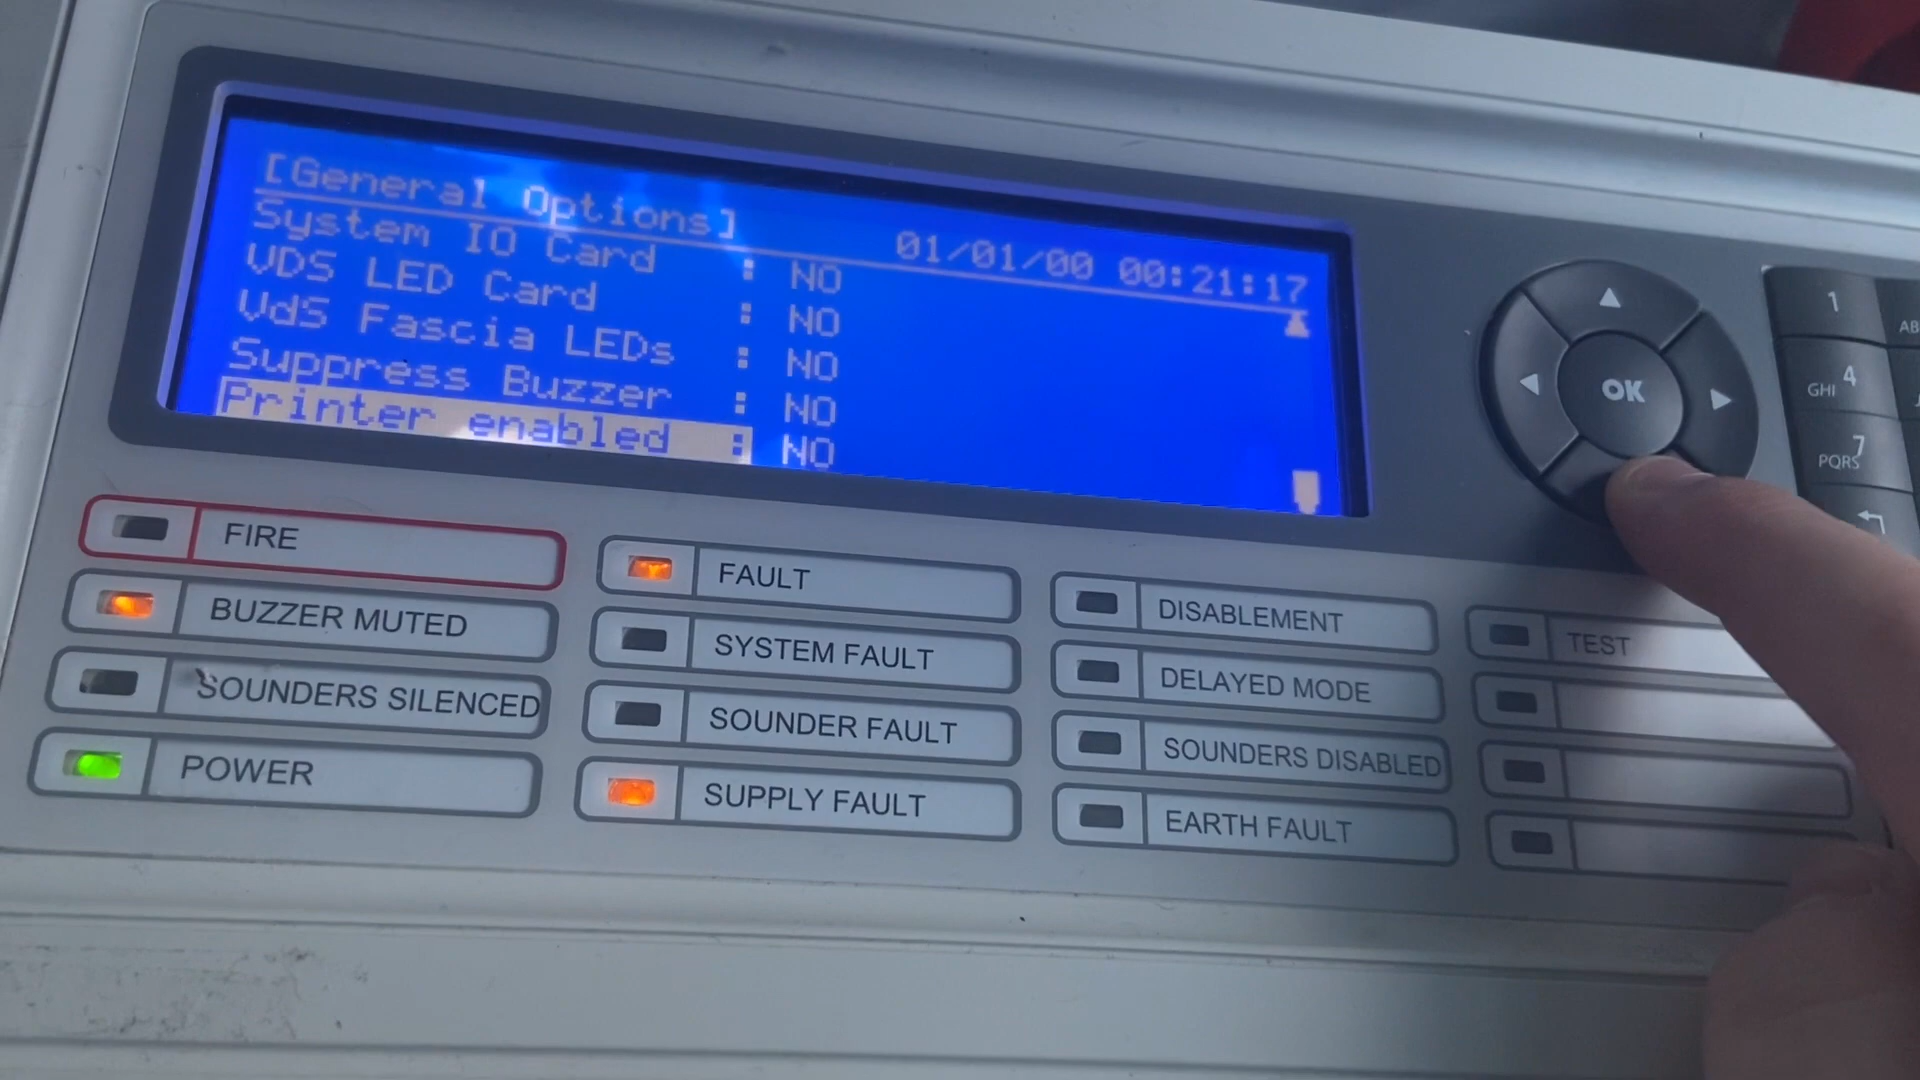 [General Options]
01/01/00 00:21:17
System IO Card : NO
VDS LED Card : NO
VdS Fascia LEDs : NO
Suppress Buzzer : NO
Printer enabled : NO
OK
1
AB
GHI 4
PQRS 7
FIRE
FAULT
DISABLEMENT
TEST
BUZZER MUTED
SYSTEM FAULT
DELAYED MODE
SOUNDERS SILENCED
SOUNDER FAULT
SOUNDERS DISABLED
POWER
SUPPLY FAULT
EARTH FAULT